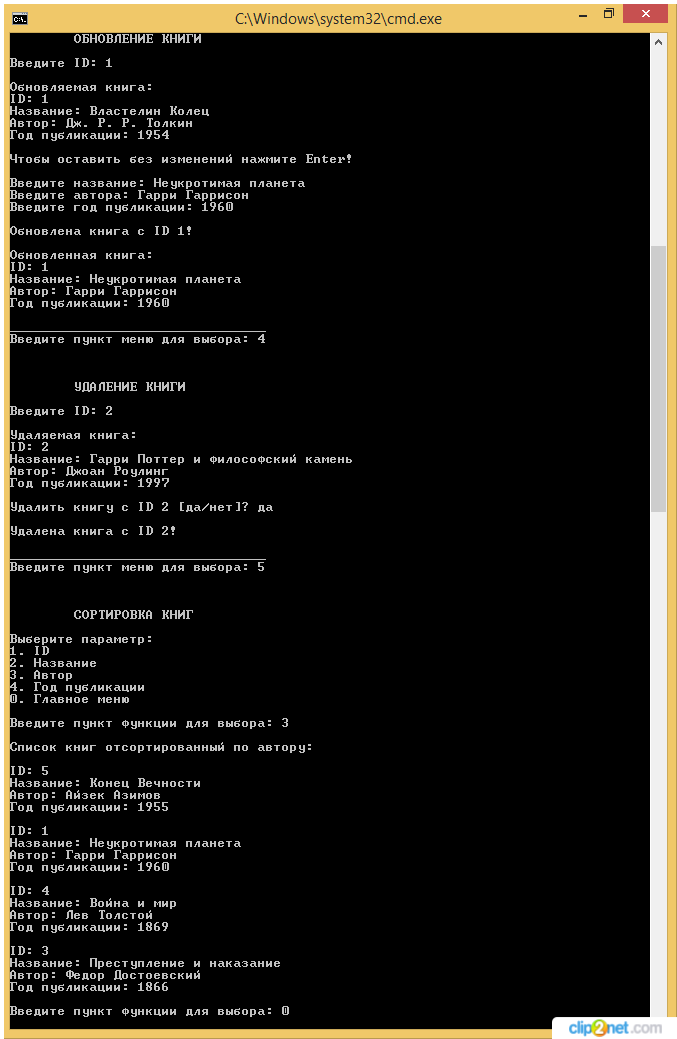 C:\Windows\system32\cmd.exe
ОБНОВЛЕНИЕ КНИГИ
Введите ID: 1
Обновляемая книга:
ID: 1
Название: Властелин Колец
Автор: Дж. Р. Р. Толкин
Год публикации: 1954
Чтобы оставить без изменений нажмите Enter!
Введите название: Неукротимая планета
Введите автора: Гарри Гаррисон
Введите год публикации: 1960
Обновлена книга с ID 1!
Обновленная книга:
ID: 1
Название: Неукротимая планета
Автор: Гарри Гаррисон
Год публикации: 1960
________________________________
Введите пункт меню для выбора: 4
УДАЛЕНИЕ КНИГИ
Введите ID: 2
Удаляемая книга:
ID: 2
Название: Гарри Поттер и философский камень
Автор: Джоан Роулинг
Год публикации: 1997
Удалить книгу с ID 2 [да/нет]? да
Удалена книга с ID 2!
________________________________
Введите пункт меню для выбора: 5
СОРТИРОВКА КНИГ
Выберите параметр:
1. ID
2. Название
3. Автор
4. Год публикации
0. Главное меню
Введите пункт функции для выбора: 3
Список книг отсортированный по автору:
ID: 5
Название: Конец Вечности
Автор: Айзек Азимов
Год публикации: 1955
ID: 1
Название: Неукротимая планета
Автор: Гарри Гаррисон
Год публикации: 1960
ID: 4
Название: Война и мир
Автор: Лев Толстой
Год публикации: 1869
ID: 3
Название: Преступление и наказание
Автор: Федор Достоевский
Год публикации: 1866
Введите пункт функции для выбора: 0
clip2net.com